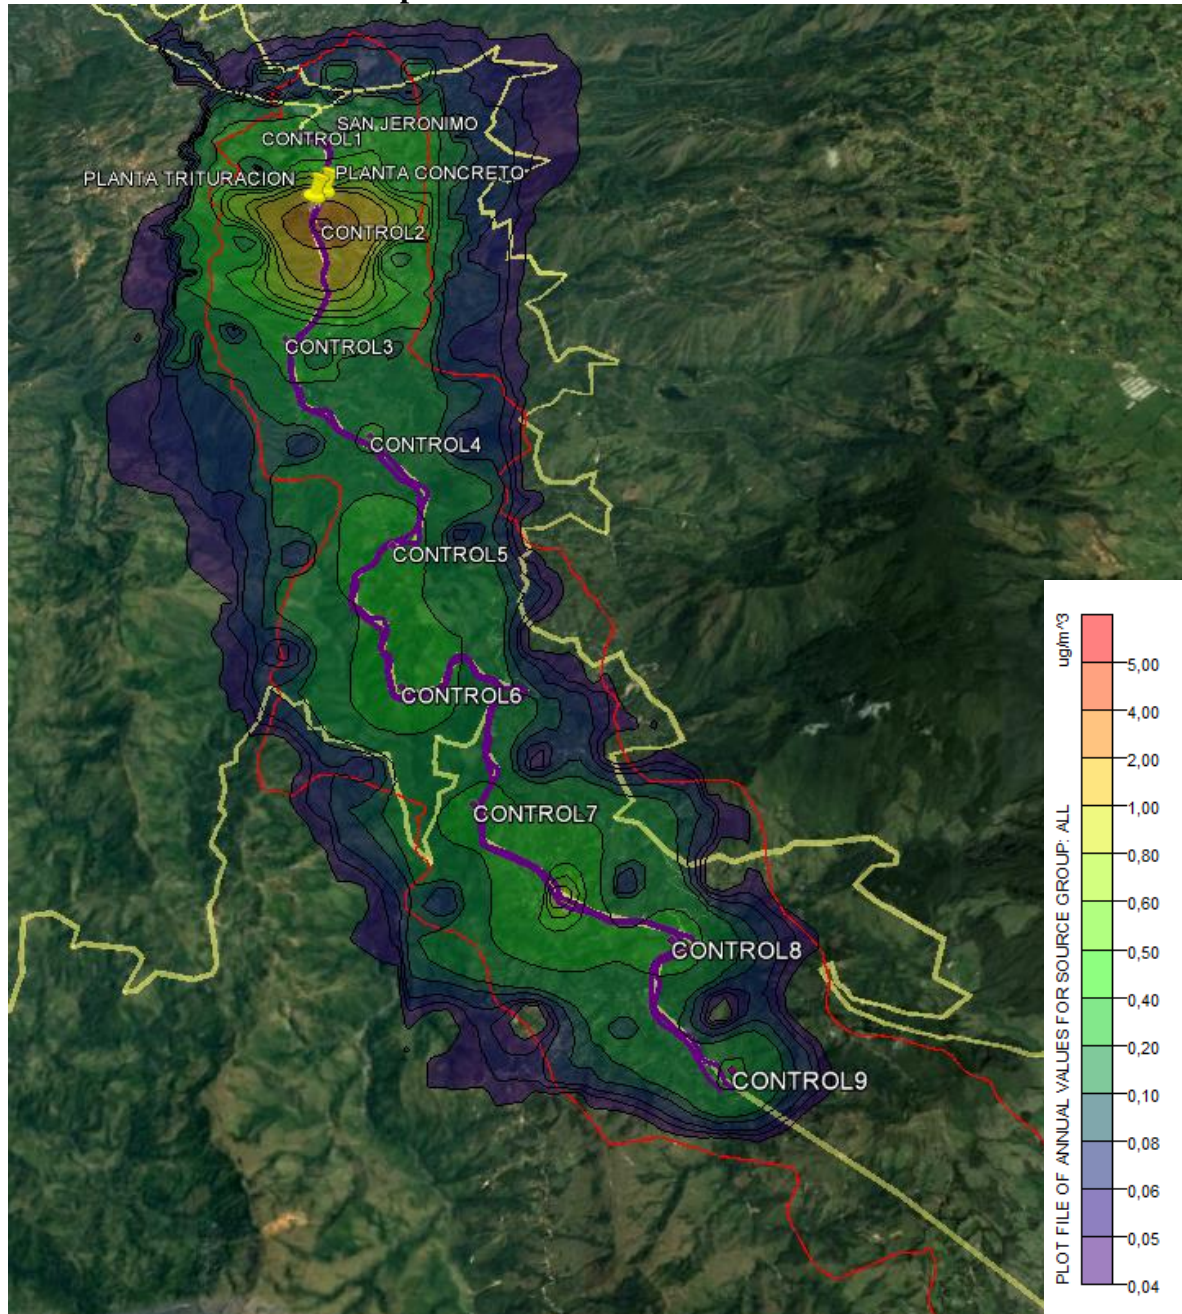 SAN JERONIMO
CONTROL1
PLANTA TRITURACION
PLANTA CONCRETO
CONTROL2
CONTROL3
CONTROL4
CONTROL5
CONTROL6
CONTROL7
CONTROL8
CONTROL9
PLOT FILE OF ANNUAL VALUES FOR SOURCE GROUP: ALL
ug/m^3
5,00
4,00
2,00
1,00
0,80
0,60
0,50
0,40
0,20
0,10
0,08
0,06
0,05
0,04